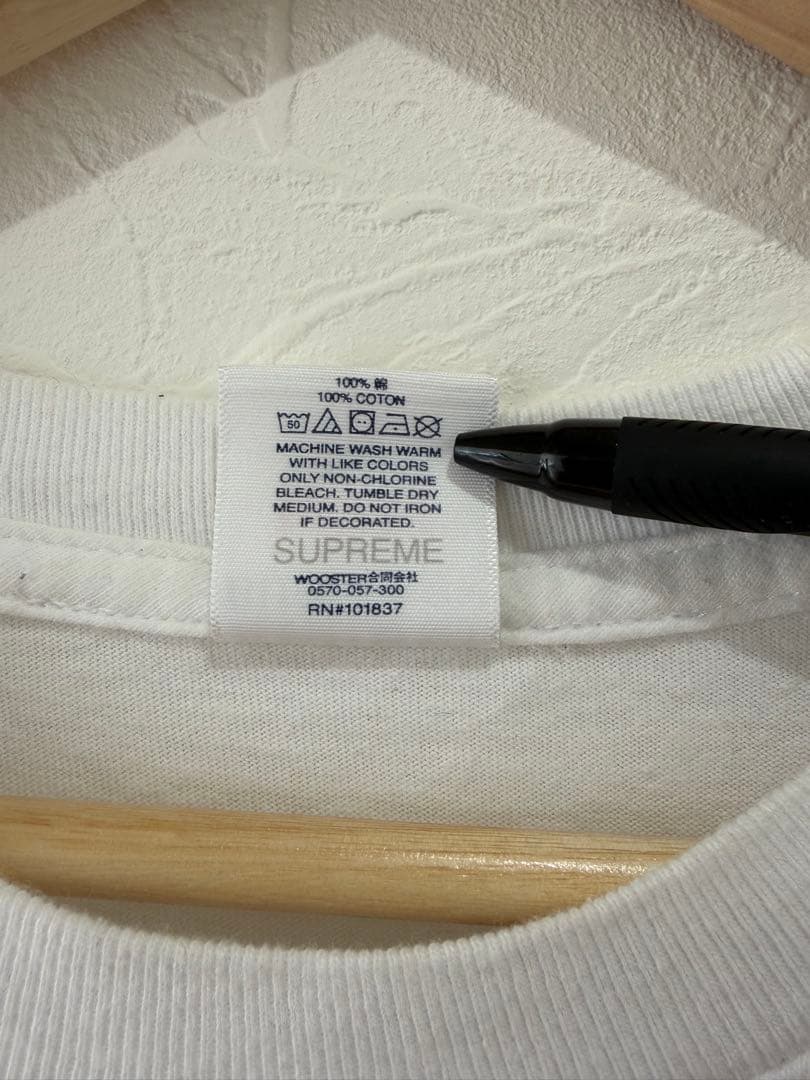 100% 綿
100% COTON
50
MACHINE WASH WARM
WITH LIKE COLORS
ONLY NON-CHLORINE
BLEACH. TUMBLE DRY
MEDIUM. DO NOT IRON
IF DECORATED.
SUPREME
WOOSTER合同会社
0570-057-300
RN#101837